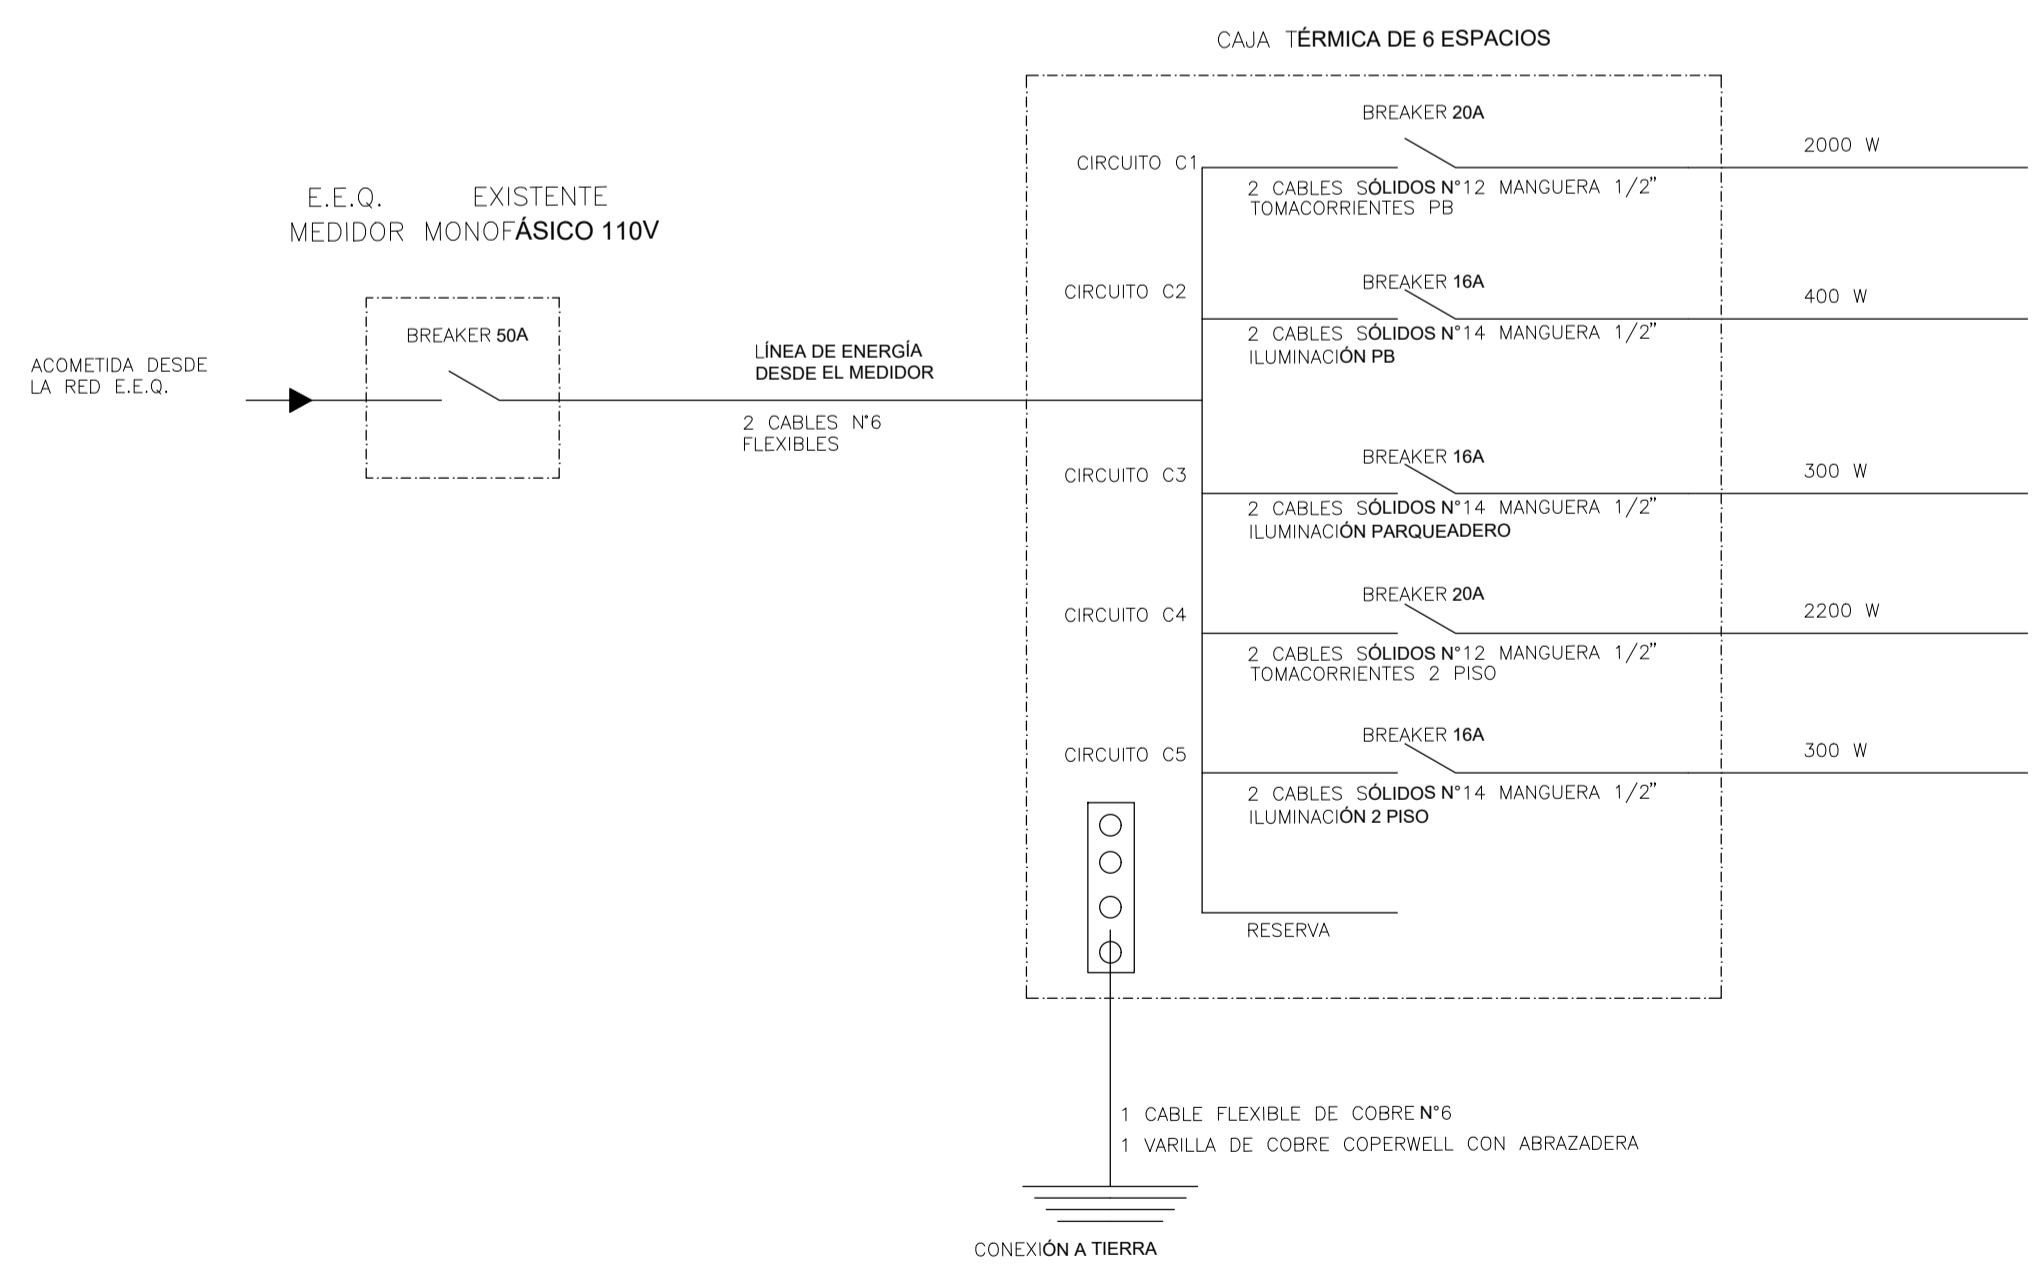 CAJA TÉRMICA DE 6 ESPACIOS
E.E.Q. EXISTENTE
MEDIDOR MONOFÁSICO 110V
BREAKER 50A
ACOMETIDA DESDE
LA RED E.E.Q.
LÍNEA DE ENERGÍA
DESDE EL MEDIDOR
2 CABLES N°6
FLEXIBLES
CIRCUITO C1
BREAKER 20A
2000 W
2 CABLES SÓLIDOS N°12 MANGUERA 1/2”
TOMACORRIENTES PB
CIRCUITO C2
BREAKER 16A
400 W
2 CABLES SÓLIDOS N°14 MANGUERA 1/2”
ILUMINACIÓN PB
CIRCUITO C3
BREAKER 16A
300 W
2 CABLES SÓLIDOS N°14 MANGUERA 1/2”
ILUMINACIÓN PARQUEADERO
CIRCUITO C4
BREAKER 20A
2200 W
2 CABLES SÓLIDOS N°12 MANGUERA 1/2”
TOMACORRIENTES 2 PISO
CIRCUITO C5
BREAKER 16A
300 W
2 CABLES SÓLIDOS N°14 MANGUERA 1/2”
ILUMINACIÓN 2 PISO
RESERVA
1 CABLE FLEXIBLE DE COBRE N°6
1 VARILLA DE COBRE COPERWELL CON ABRAZADERA
CONEXIÓN A TIERRA